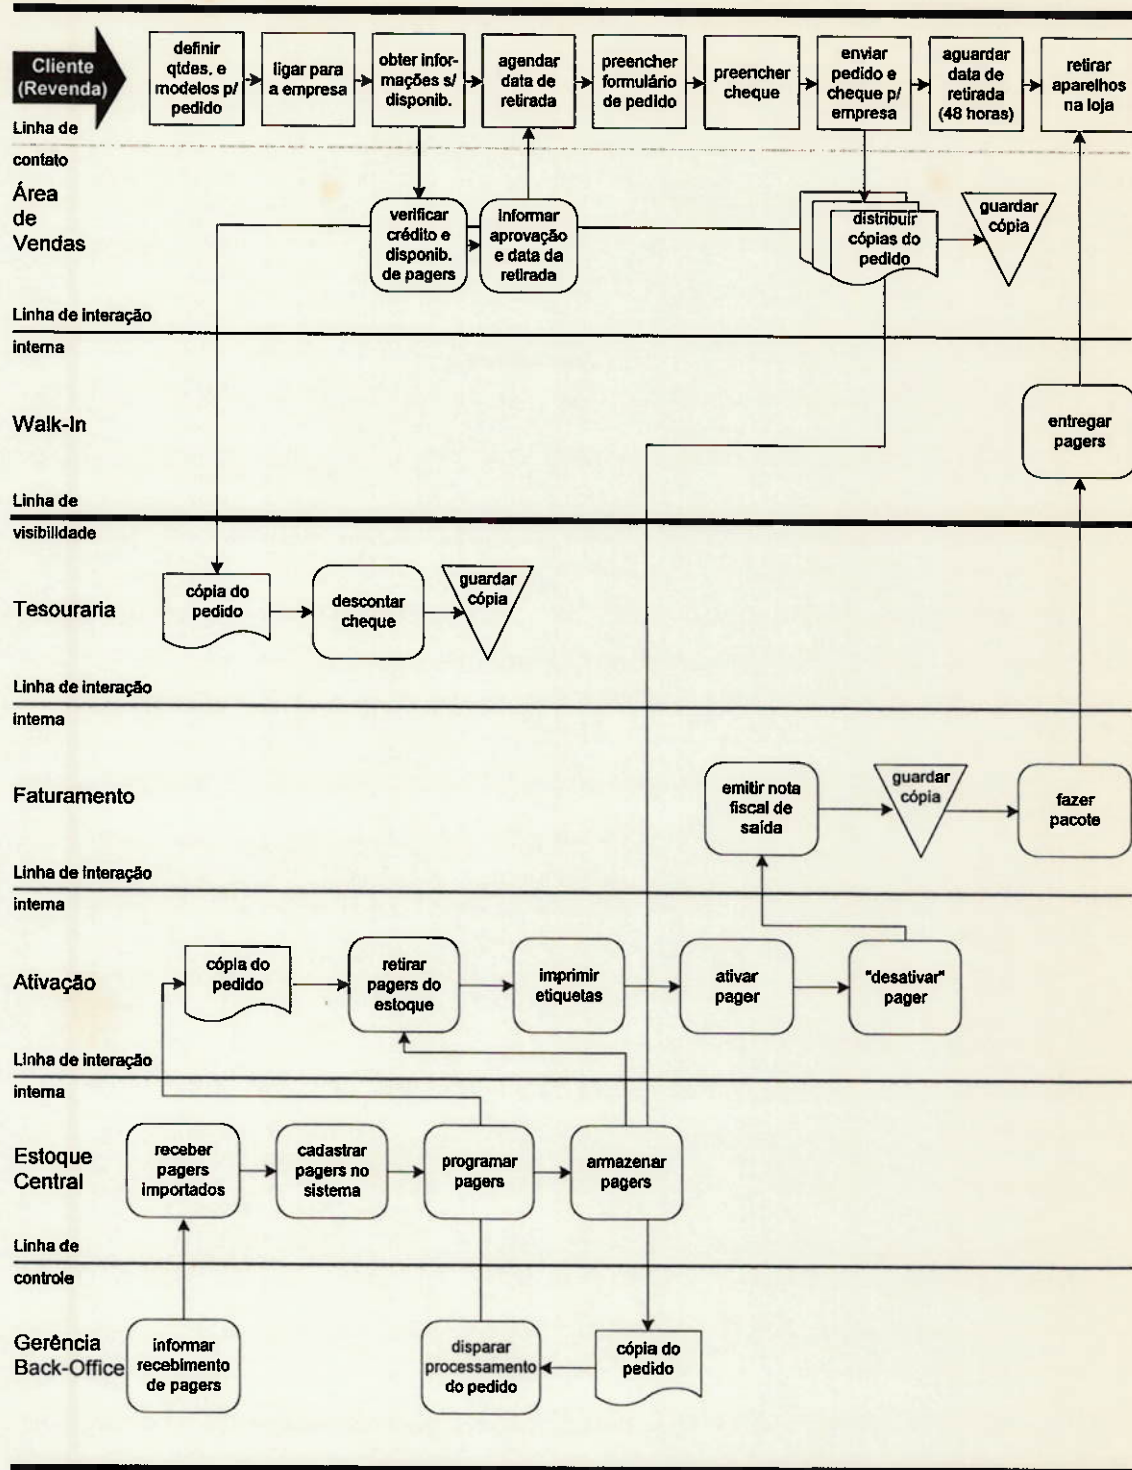 Cliente
(Revenda)
definir
qtdes. e
modelos p/
pedido
ligar para
a empresa
obter infor-
mações s/
disponib.
agendar
data de
retirada
preencher
formulário
de pedido
preencher
cheque
enviar
pedido e
cheque p/
empresa
aguardar
data de
retirada
(48 horas)
retirar
aparelhos
na loja
Linha de
contato
Área
de
Vendas
verificar
crédito e
disponib.
de pagers
informar
aprovação
e data da
retirada
distribuir
cópias do
pedido
guardar
cópia
Linha de interação
interna
Walk-In
entregar
pagers
Linha de
visibilidade
Tesouraria
cópia do
pedido
descontar
cheque
guardar
cópia
Linha de interação
interna
Faturamento
emitir nota
fiscal de
saída
guardar
cópia
fazer
pacote
Linha de interação
interna
Ativação
cópia do
pedido
retirar
pagers do
estoque
imprimir
etiquetas
ativar
pager
"desativar"
pager
Linha de interação
interna
Estoque
Central
receber
pagers
importados
cadastrar
pagers no
sistema
programar
pagers
armazenar
pagers
Linha de
controle
Gerência
Back-Office
informar
recebimento
de pagers
disparar
processamento
do pedido
cópia do
pedido